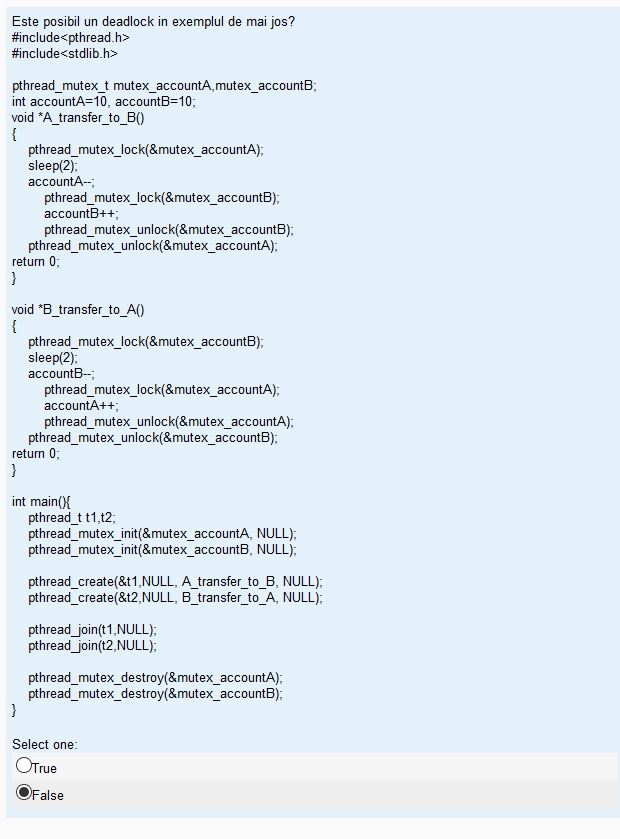 Este posibil un deadlock in exemplul de mai jos?
#include<pthread.h>
#include<stdlib.h>
pthread_mutex_t mutex_accountA,mutex_accountB;
int accountA=10, accountB=10;
void *A_transfer_to_B()
{
pthread_mutex_lock(&mutex_accountA);
sleep(2);
accountA--;
pthread_mutex_lock(&mutex_accountB);
accountB++;
pthread_mutex_unlock(&mutex_accountB);
pthread_mutex_unlock(&mutex_accountA);
return 0;
}
void *B_transfer_to_A()
{
pthread_mutex_lock(&mutex_accountB);
sleep(2);
accountB--;
pthread_mutex_lock(&mutex_accountA);
accountA++;
pthread_mutex_unlock(&mutex_accountA);
pthread_mutex_unlock(&mutex_accountB);
return 0;
}
int main(){
pthread_t t1,t2;
pthread_mutex_init(&mutex_accountA, NULL);
pthread_mutex_init(&mutex_accountB, NULL);
pthread_create(&t1,NULL, A_transfer_to_B, NULL);
pthread_create(&t2,NULL, B_transfer_to_A, NULL);
pthread_join(t1,NULL);
pthread_join(t2,NULL);
pthread_mutex_destroy(&mutex_accountA);
pthread_mutex_destroy(&mutex_accountB);
}
Select one:
True
False